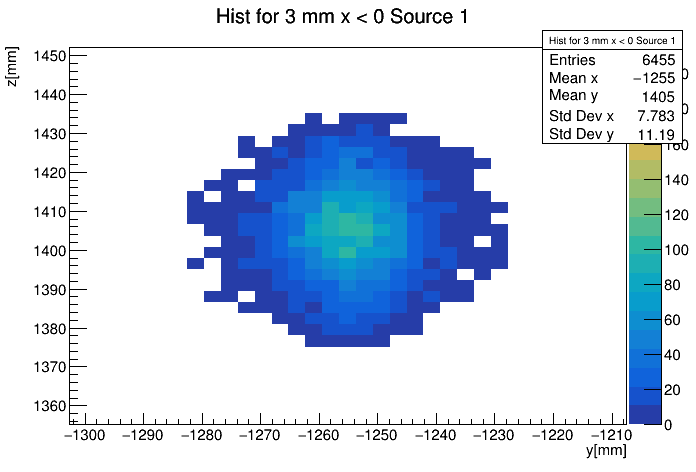 Hist for 3 mm x < 0 Source 1
Hist for 3 mm x < 0 Source 1
Entries 6455
Mean x −1255
Mean y 1405
Std Dev x 7.783
Std Dev y 11.19
z[mm]
1450
1440
1430
1420
1410
1400
1390
1380
1370
1360
−1300 −1290 −1280 −1270 −1260 −1250 −1240 −1230 −1220 −1210
y[mm]
160
140
120
100
80
60
40
20
0